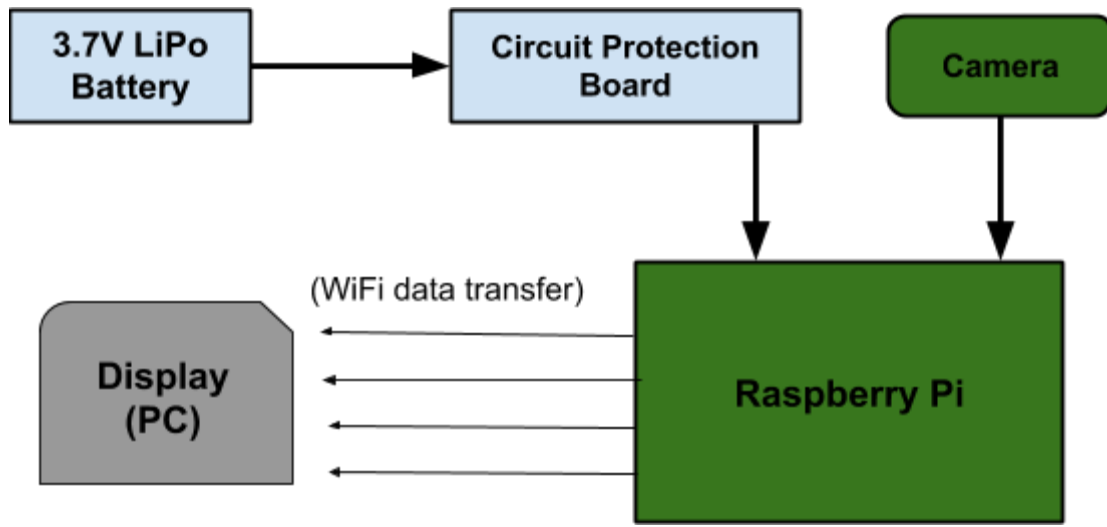 3.7V LiPo
Battery
Circuit Protection
Board
Camera
(WiFi data transfer)
Display
(PC)
Raspberry Pi